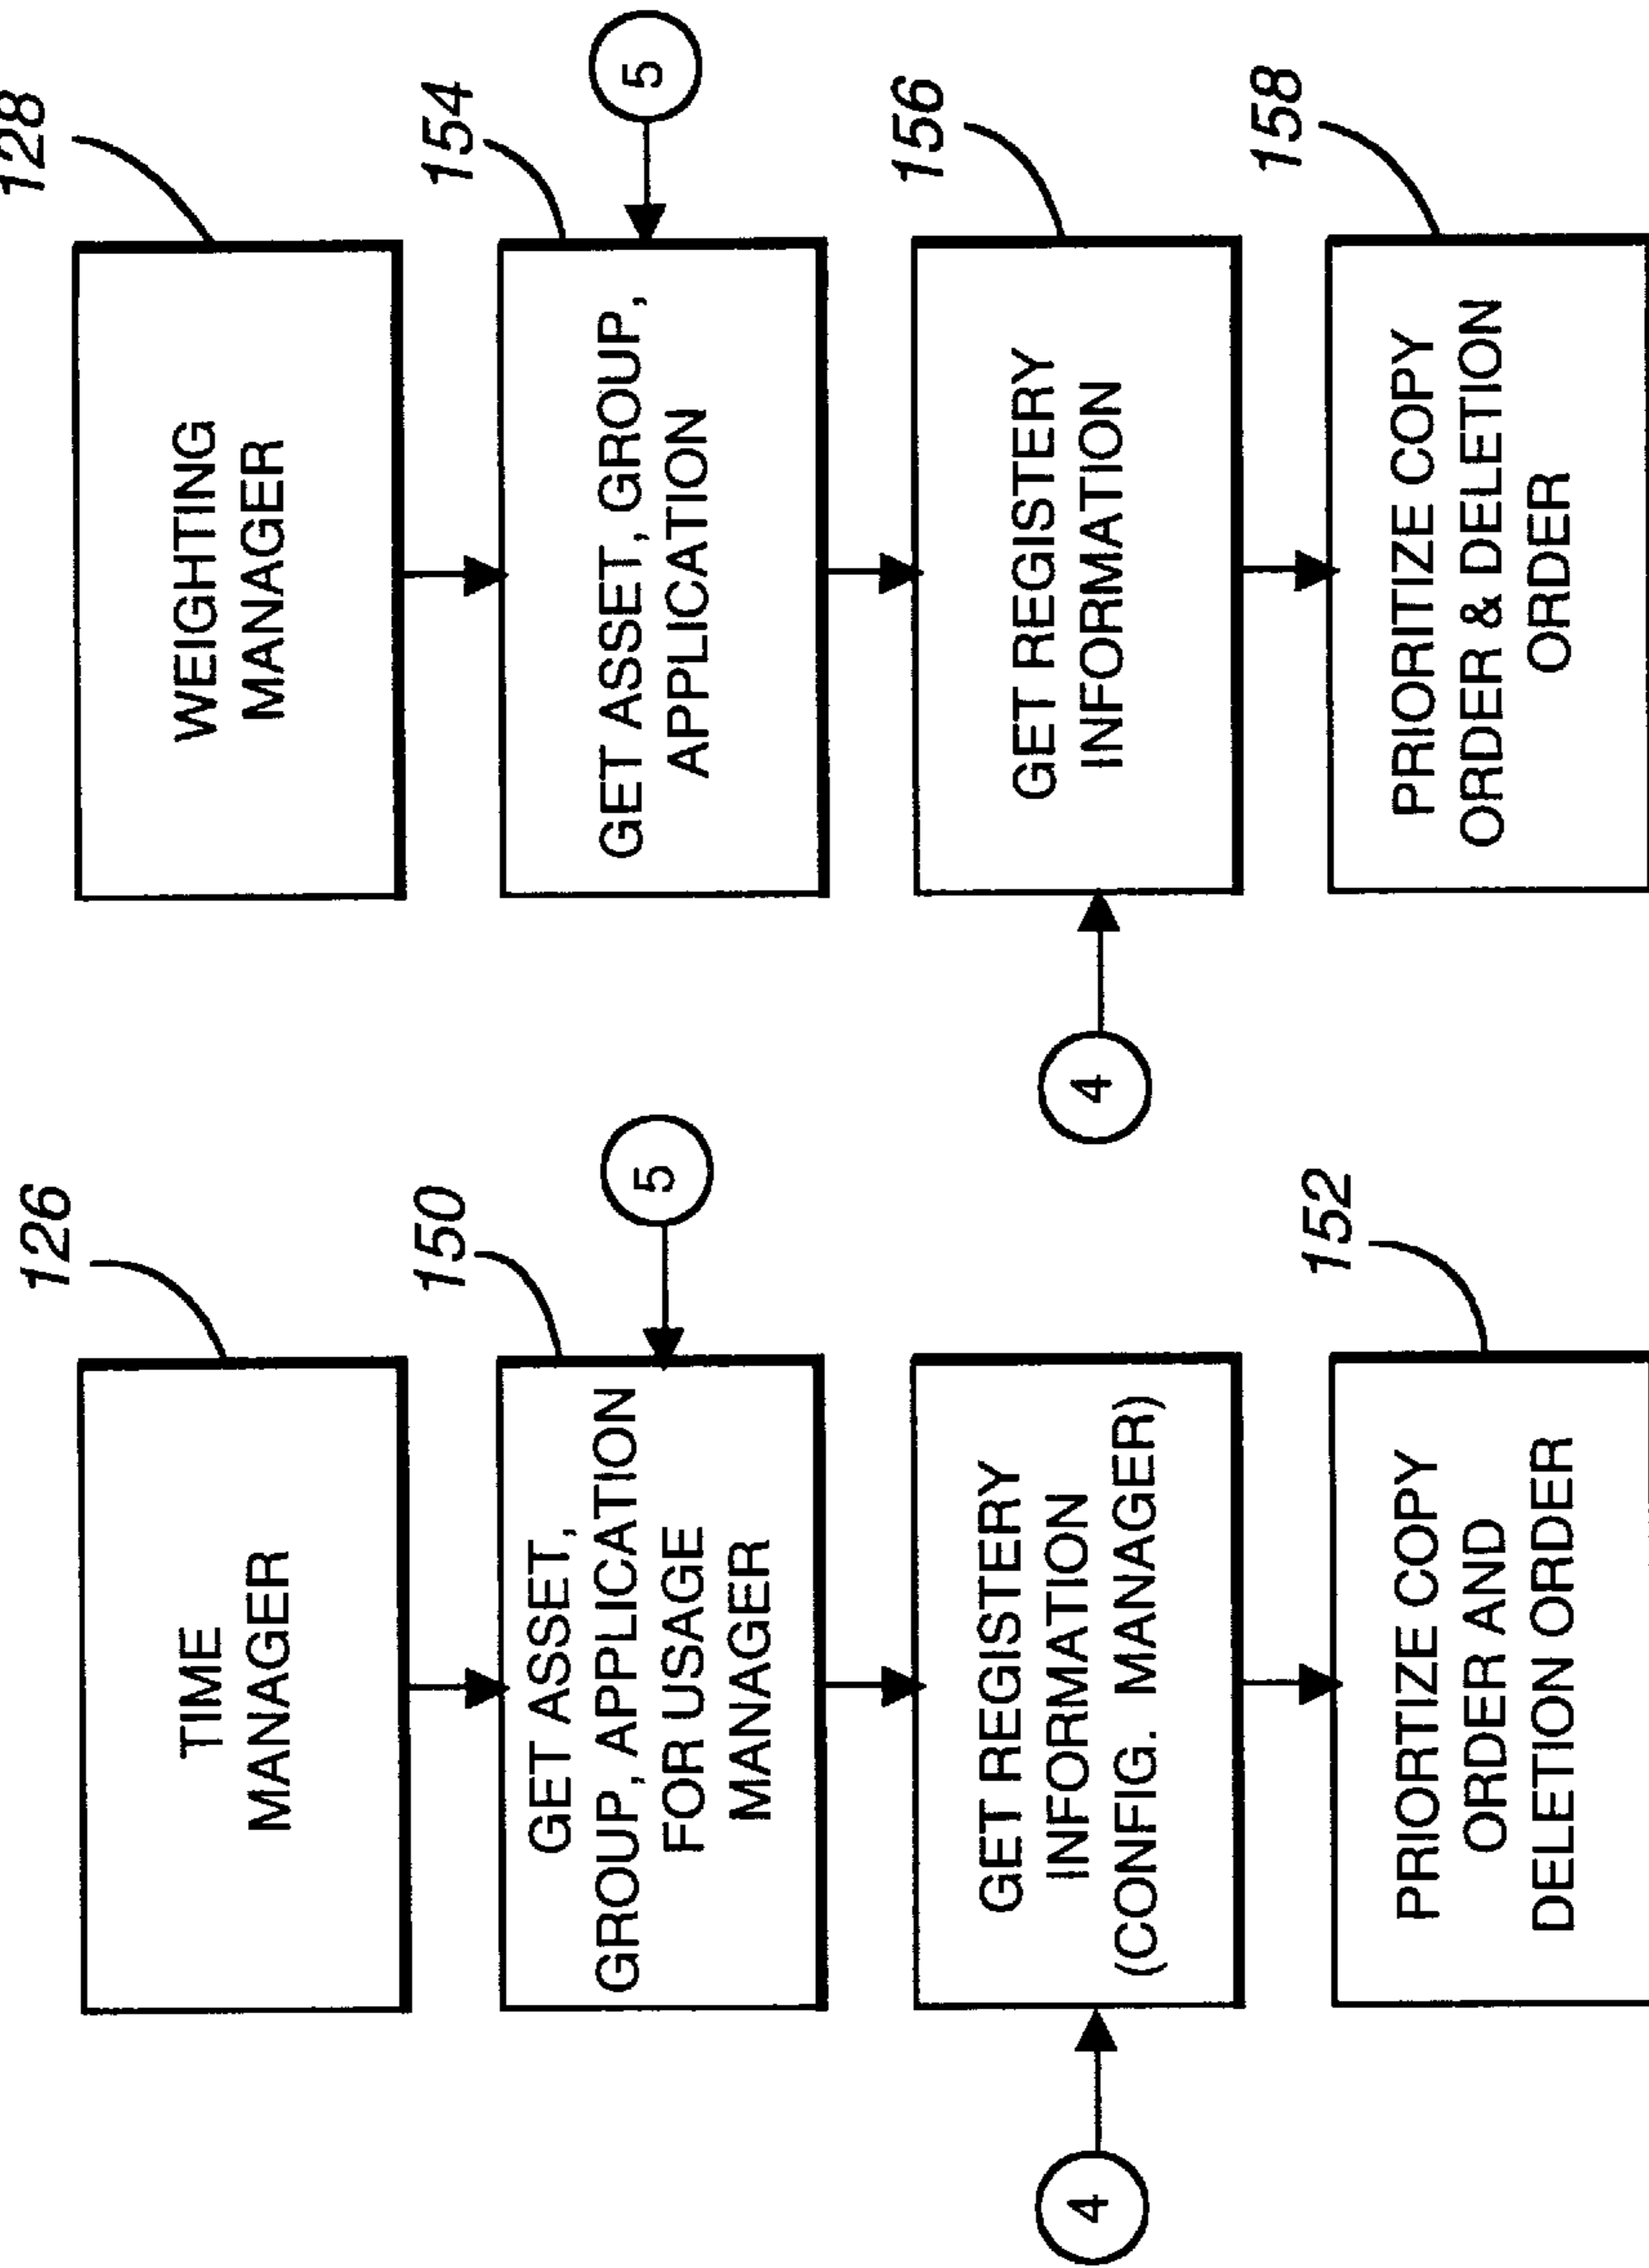 126
TIME
MANAGER
150
GET ASSET,
GROUP, APPLICATION
FOR USAGE
MANAGER
5
GET REGISTERY
INFORMATION
(CONFIG. MANAGER)
4
152
PRIORTIZE COPY
ORDER AND
DELETION ORDER
128
WEIGHTING
MANAGER
154
GET ASSET, GROUP,
APPLICATION
5
156
GET REGISTERY
INFORMATION
4
158
PRIORITIZE COPY
ORDER & DELETION
ORDER